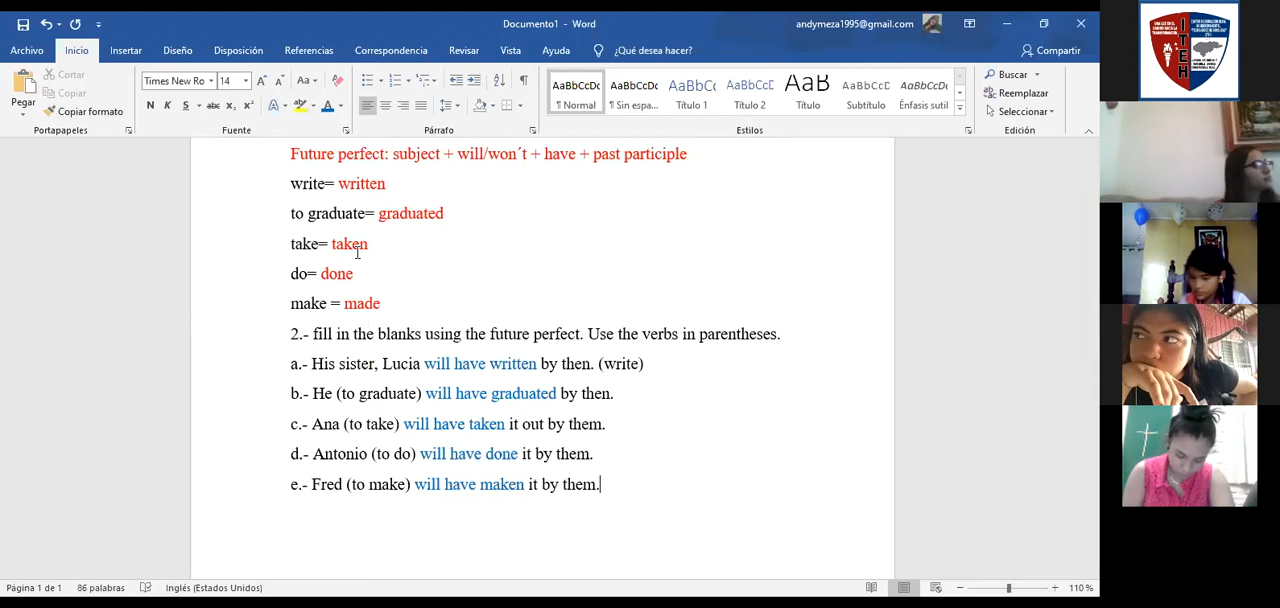 Documento1 - Word
andymeza1995@gmail.com
Archivo Inicio Insertar Diseño Disposición Referencias Correspondencia Revisar Vista Ayuda ¿Qué desea hacer? Compartir
Pegar
Cortar
Copiar
Copiar formato
Portapapeles
Times New Ro 14
Fuente
Párrafo
AaBbCcDd AaBbCcDd AaBbC AaBbCcD AaB AaBbCcD AaBbCcDd
¶ Normal ¶ Sin espa... Título 1 Título 2 Título Subtítulo Énfasis sutil
Estilos
Buscar
Reemplazar
Seleccionar
Edición
Future perfect: subject + will/won´t + have + past participle
write= written
to graduate= graduated
take= taken
do= done
make = made
2.- fill in the blanks using the future perfect. Use the verbs in parentheses.
a.- His sister, Lucia will have written by then. (write)
b.- He (to graduate) will have graduated by then.
c.- Ana (to take) will have taken it out by them.
d.- Antonio (to do) will have done it by them.
e.- Fred (to make) will have maken it by them.
Página 1 de 1 86 palabras Inglés (Estados Unidos) 110 %
ITEH